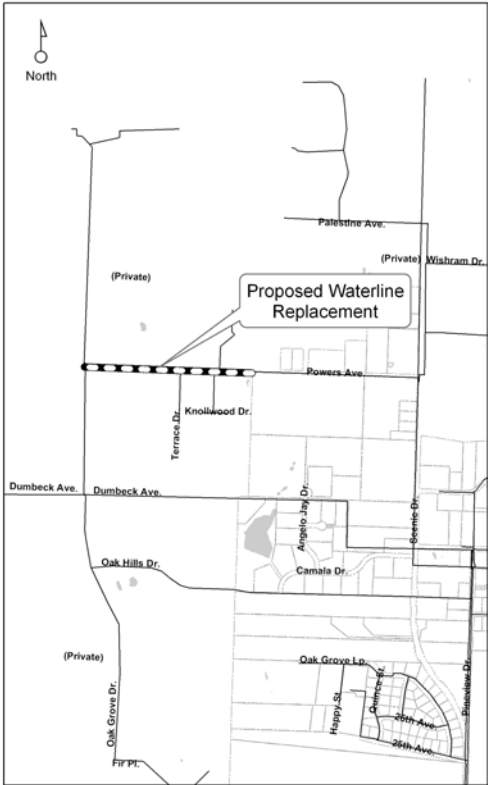 North
Palestine Ave.
(Private) Wishram Dr.
(Private)
Proposed Waterline
Replacement
Powers Ave.
Knollwood Dr.
Terrace Dr.
Dumbeck Ave.
Dumbeck Ave.
Angelo Jay Dr.
Scenic Dr.
Oak Hills Dr.
Camala Dr.
(Private)
Oak Grove Lp.
Oak Grove Dr.
Happy St.
Quince St.
26th Ave.
25th Ave.
Pineview Dr.
Fir Pl.